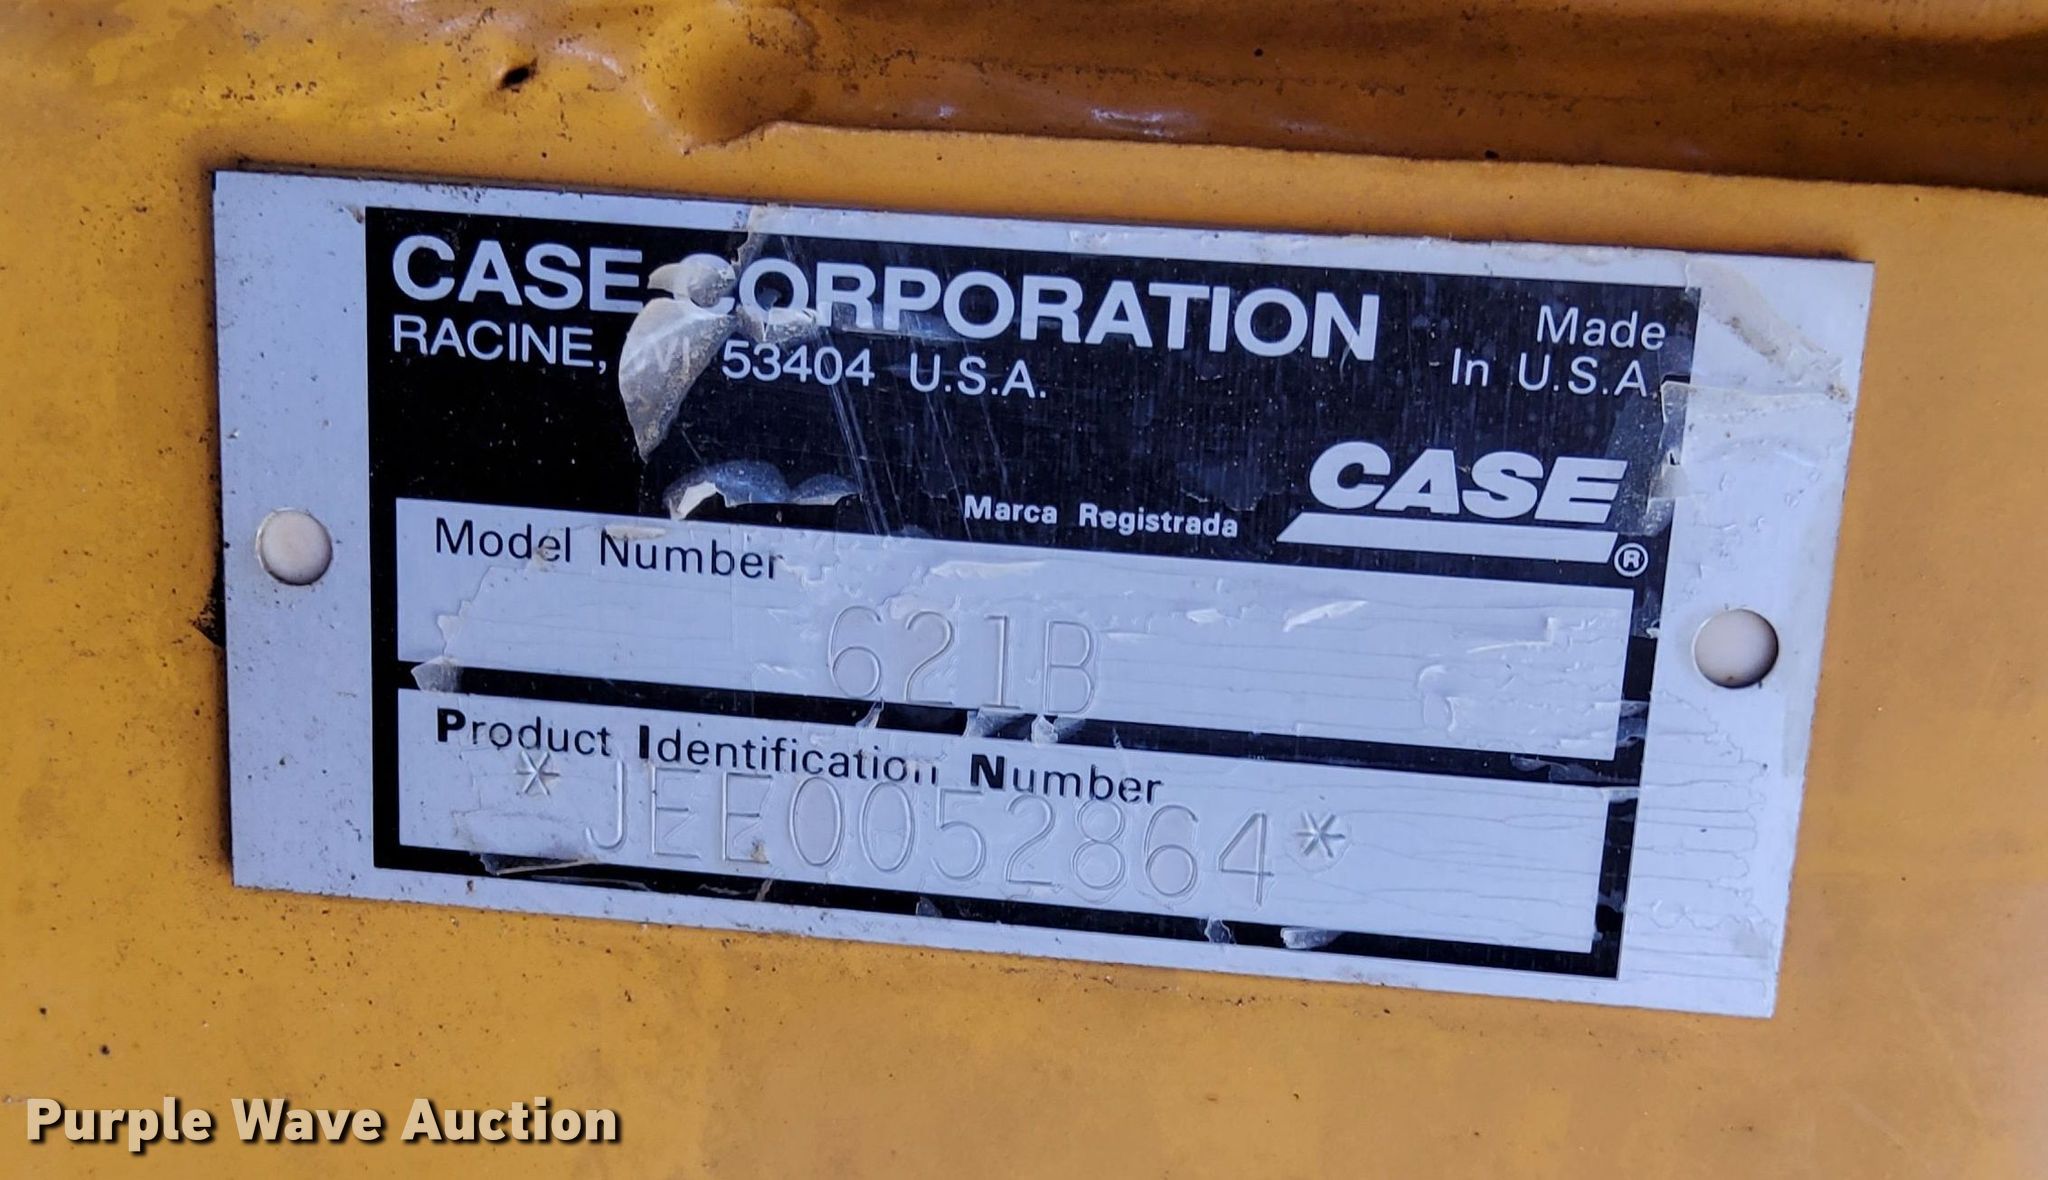 CASE CORPORATION
RACINE, WI 53404 U.S.A.
Made
In U.S.A.
Marca Registrada
CASE®
Model Number
621B
Product Identification Number
*JEE0052864*
Purple Wave Auction